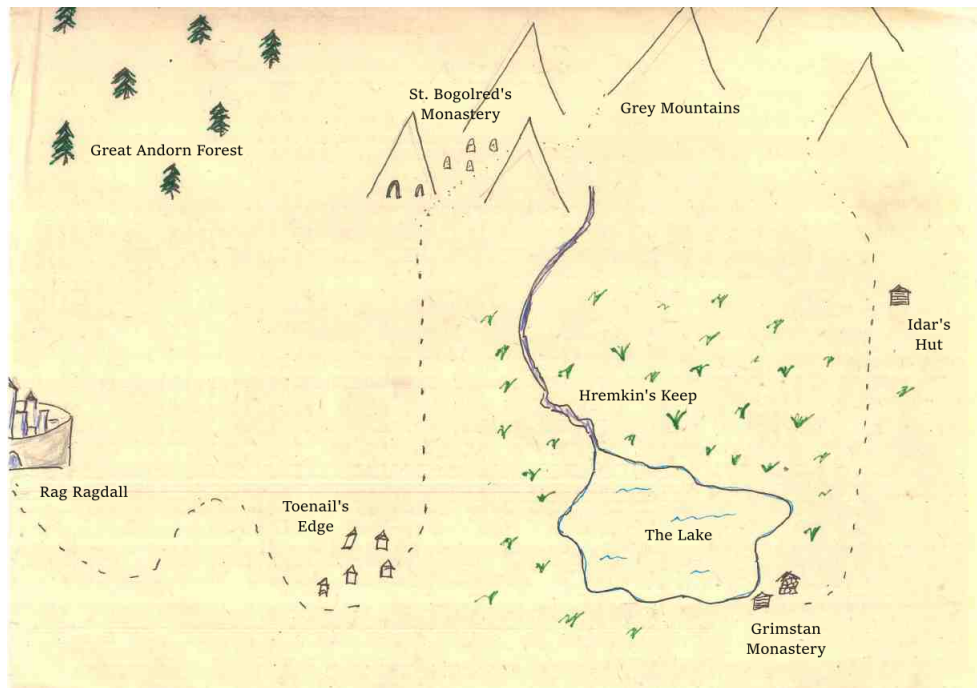 St. Bogolred's
Monastery
Grey Mountains
Great Andorn Forest
Idar's
Hut
Hremkin's Keep
Rag Ragdall
Toenail's
Edge
The Lake
Grimstan
Monastery